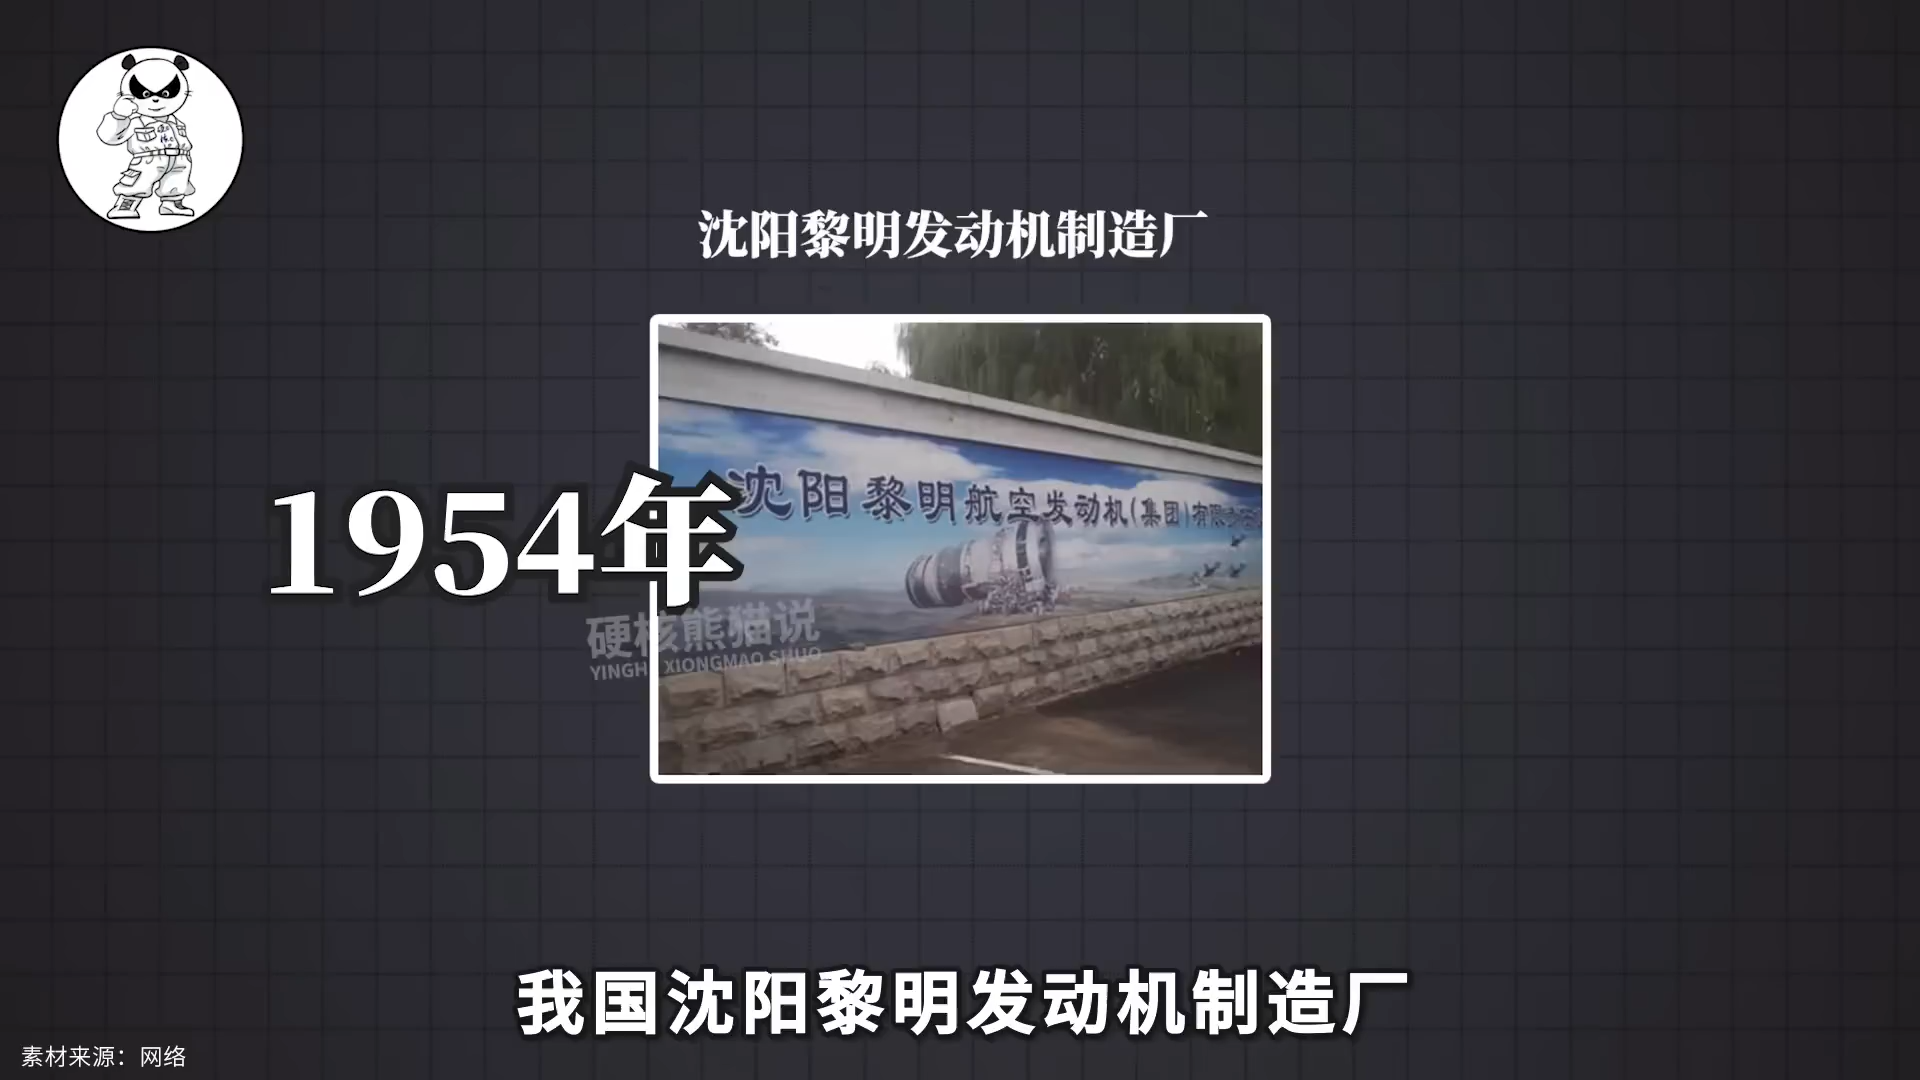 沈阳黎明发动机制造厂
沈阳黎明航空发动机(集团)有限
1954年
硬核熊猫说
YINGHE XIONGMAO SHUO
我国沈阳黎明发动机制造厂
素材来源：网络